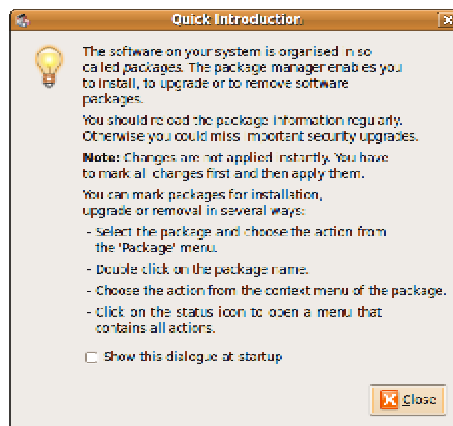 Quick Introduction
The software on your system is organised in so
called packages. The package manager enables you
to install, to upgrade or to remove software
packages.
You should reload the package information regularly.
Otherwise you could miss important security upgrades.
Note: Changes are not applied instantly. You have
to mark all changes first and then apply them.
You can mark packages for installation,
upgrade or removal in several ways:
- Select the package and choose the action from
the 'Package' menu.
- Double click on the package name.
- Choose the action from the context menu of the package.
- Click on the status icon to open a menu that
contains all actions.
Show this dialogue at startup
Close